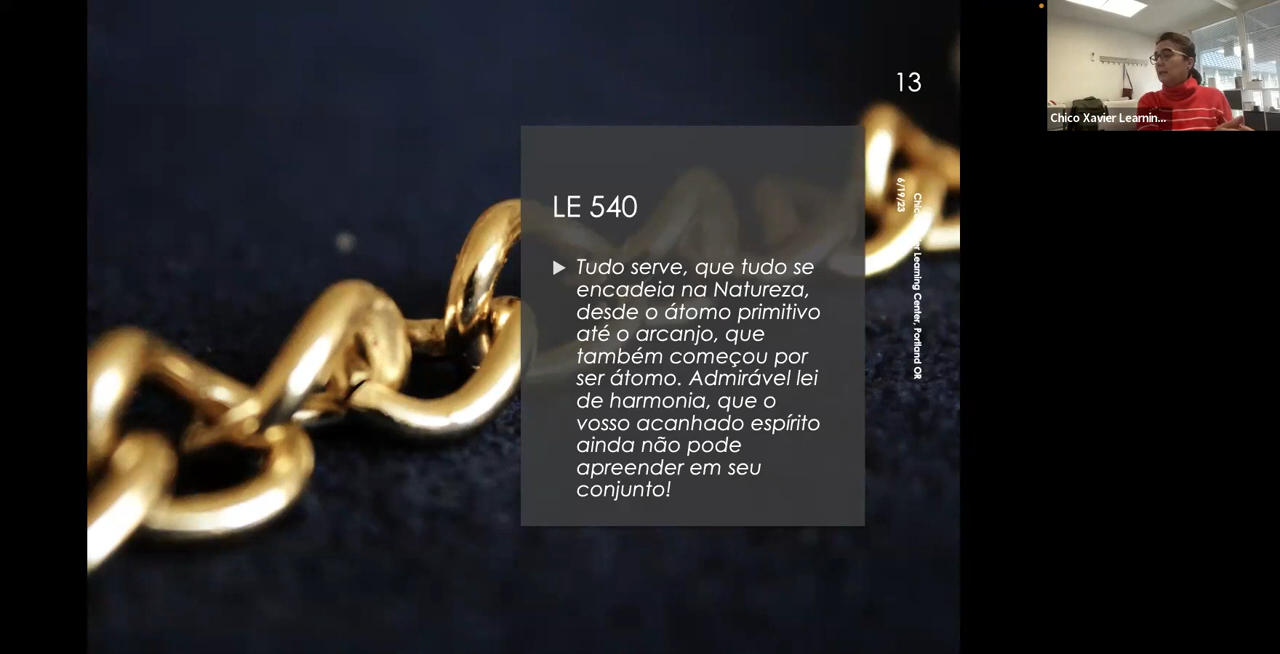 13
LE 540
Tudo serve, que tudo se
encadeia na Natureza,
desde o átomo primitivo
até o arcanjo, que
também começou por
ser átomo. Admirável lei
de harmonia, que o
vosso acanhado espírito
ainda não pode
apreender em seu
conjunto!
6/19/23
Learning Center, Portland OR
Chico Xavier Learnin...